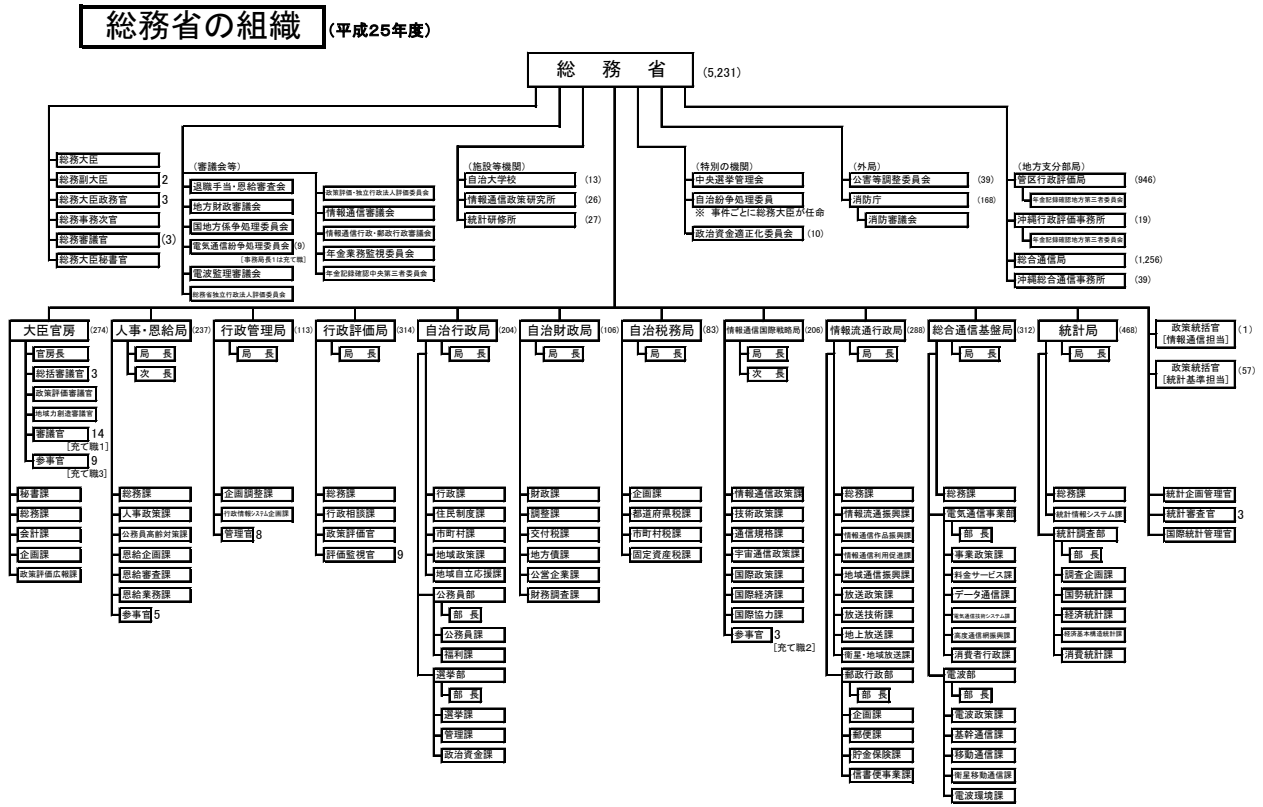 総務省の組織
(平成25年度)
総 務 省
(5,231)
総務大臣
総務副大臣
2
総務大臣政務官
3
総務事務次官
総務審議官
(3)
総務大臣秘書官
(審議会等)
退職手当・恩給審査会
地方財政審議会
国地方係争処理委員会
電気通信紛争処理委員会
(9)
[事務局長1は充て職]
電波監理審議会
総務省独立行政法人評価委員会
政策評価・独立行政法人評価委員会
情報通信審議会
情報通信行政・郵政行政審議会
年金業務監視委員会
年金記録確認中央第三者委員会
(施設等機関)
自治大学校
(13)
情報通信政策研究所
(26)
統計研修所
(27)
(特別の機関)
中央選挙管理会
自治紛争処理委員
※ 事件ごとに総務大臣が任命
政治資金適正化委員会
(10)
(外局)
公害等調整委員会
(39)
消防庁
(168)
消防審議会
(地方支分部局)
管区行政評価局
(946)
年金記録確認地方第三者委員会
沖縄行政評価事務所
(19)
年金記録確認地方第三者委員会
総合通信局
(1,256)
沖縄総合通信事務所
(39)
大臣官房
(274)
官房長
総括審議官
3
政策評価審議官
地域力創造審議官
審議官
14
[充て職1]
参事官
9
[充て職3]
秘書課
総務課
会計課
企画課
政策評価広報課
人事・恩給局
(237)
局 長
次 長
総務課
人事政策課
公務員高齢対策課
恩給企画課
恩給審査課
恩給業務課
参事官
5
行政管理局
(113)
局 長
企画調整課
行政情報システム企画課
管理官
8
行政評価局
(314)
局 長
総務課
行政相談課
政策評価官
評価監視官
9
自治行政局
(204)
局 長
行政課
住民制度課
市町村課
地域政策課
地域自立応援課
公務員部
部 長
公務員課
福利課
選挙部
部 長
選挙課
管理課
政治資金課
自治財政局
(106)
局 長
財政課
調整課
交付税課
地方債課
公営企業課
財務調査課
自治税務局
(83)
局 長
企画課
都道府県税課
市町村税課
固定資産税課
情報通信国際戦略局
(206)
局 長
次 長
情報通信政策課
技術政策課
通信規格課
宇宙通信政策課
国際政策課
国際経済課
国際協力課
参事官
3
[充て職2]
情報流通行政局
(288)
局 長
総務課
情報流通振興課
情報通信作品振興課
情報通信利用促進課
地域通信振興課
放送政策課
放送技術課
地上放送課
衛星・地域放送課
郵政行政部
部 長
企画課
郵便課
貯金保険課
信書便事業課
総合通信基盤局
(312)
局 長
総務課
電気通信事業部
部 長
事業政策課
料金サービス課
データ通信課
電気通信技術システム課
高度通信網振興課
消費者行政課
電波部
部 長
電波政策課
基幹通信課
移動通信課
衛星移動通信課
電波環境課
統計局
(468)
局 長
総務課
統計情報システム課
統計調査部
部 長
調査企画課
国勢統計課
経済統計課
経済基本構造統計課
消費統計課
政策統括官
[情報通信担当]
(1)
政策統括官
[統計基準担当]
(57)
統計企画管理官
統計審査官
3
国際統計管理官